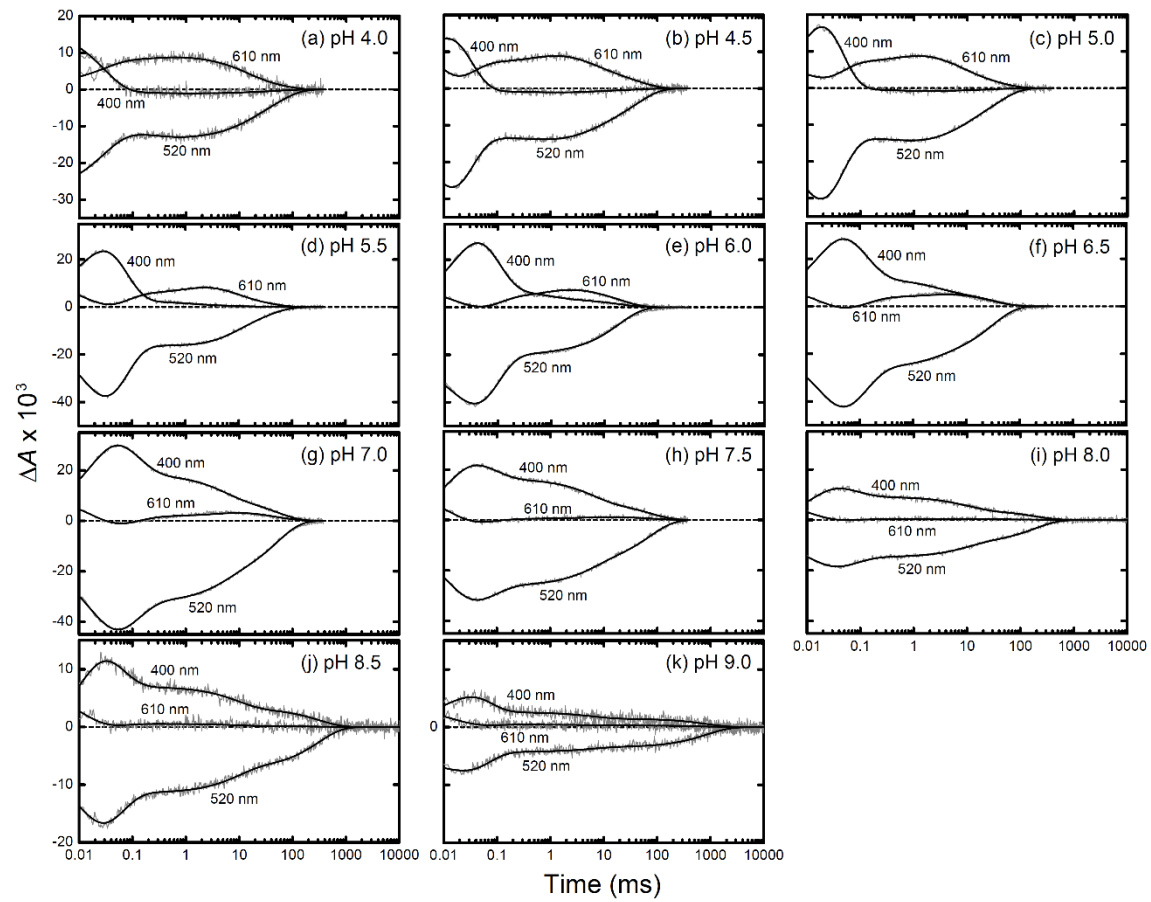 (a) pH 4.0
610 nm
400 nm
520 nm
20
10
0
-10
-20
-30
(b) pH 4.5
400 nm
610 nm
520 nm
(c) pH 5.0
400 nm
610 nm
520 nm
(d) pH 5.5
400 nm
610 nm
520 nm
20
0
-20
-40
(e) pH 6.0
400 nm
610 nm
520 nm
(f) pH 6.5
400 nm
610 nm
520 nm
ΔA x 10³
(g) pH 7.0
400 nm
610 nm
520 nm
20
0
-20
-40
(h) pH 7.5
400 nm
610 nm
520 nm
(i) pH 8.0
400 nm
610 nm
520 nm
0.01 0.1 1 10 100 1000 10000
(j) pH 8.5
400 nm
610 nm
520 nm
10
0
-10
-20
0.01 0.1 1 10 100 1000 10000
(k) pH 9.0
400 nm
610 nm
520 nm
0
0.01 0.1 1 10 100 1000 10000
Time (ms)